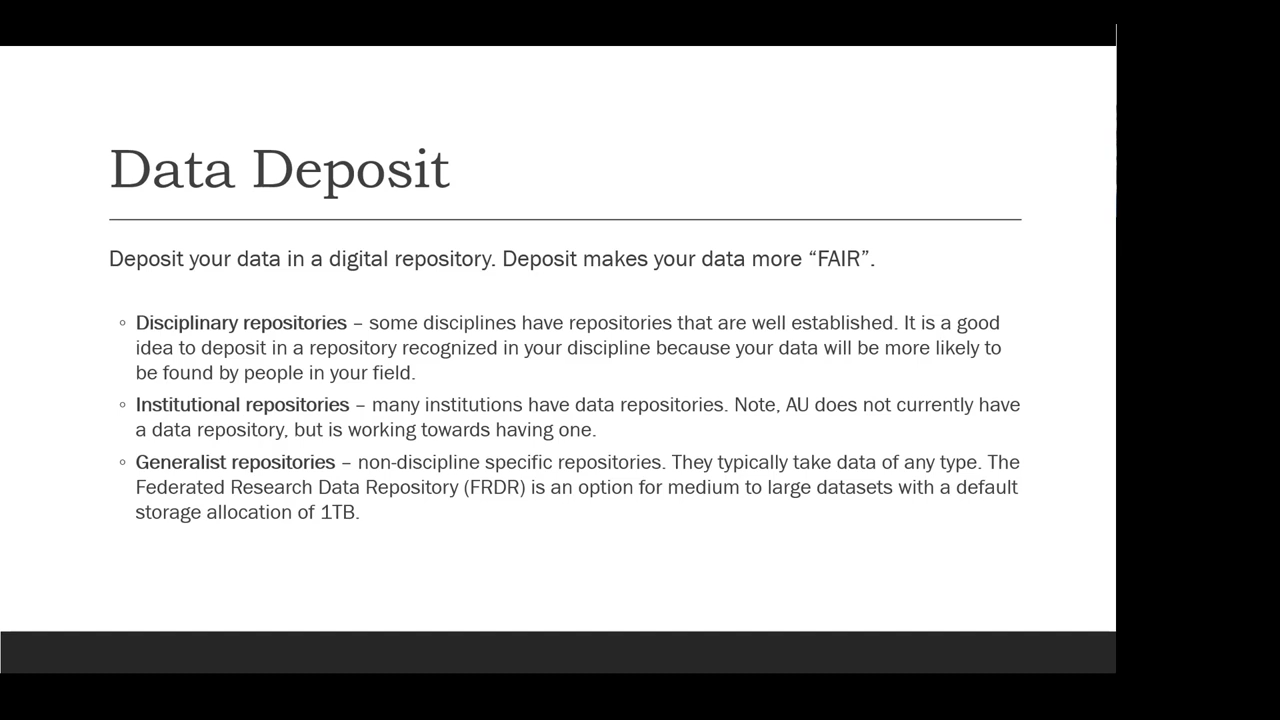 Data Deposit
Deposit your data in a digital repository. Deposit makes your data more “FAIR”.
◦ Disciplinary repositories – some disciplines have repositories that are well established. It is a good
idea to deposit in a repository recognized in your discipline because your data will be more likely to
be found by people in your field.
◦ Institutional repositories – many institutions have data repositories. Note, AU does not currently have
a data repository, but is working towards having one.
◦ Generalist repositories – non-discipline specific repositories. They typically take data of any type. The
Federated Research Data Repository (FRDR) is an option for medium to large datasets with a default
storage allocation of 1TB.